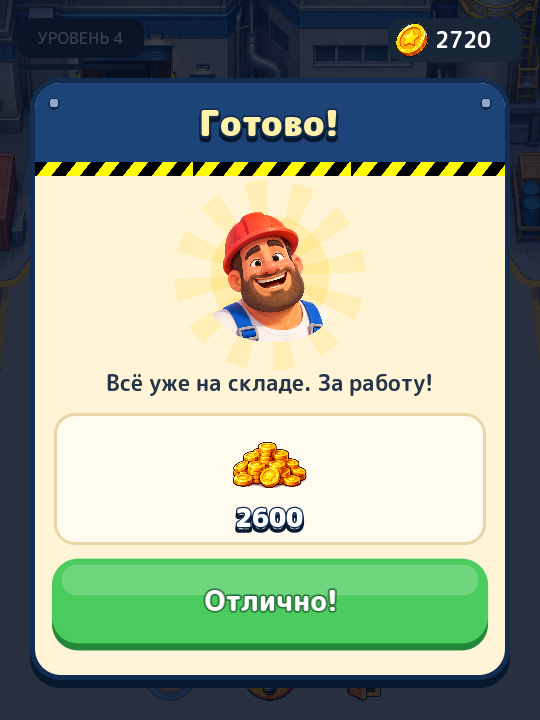 УРОВЕНЬ 4
2720
Готово!
Всё уже на складе. За работу!
2600
Отлично!